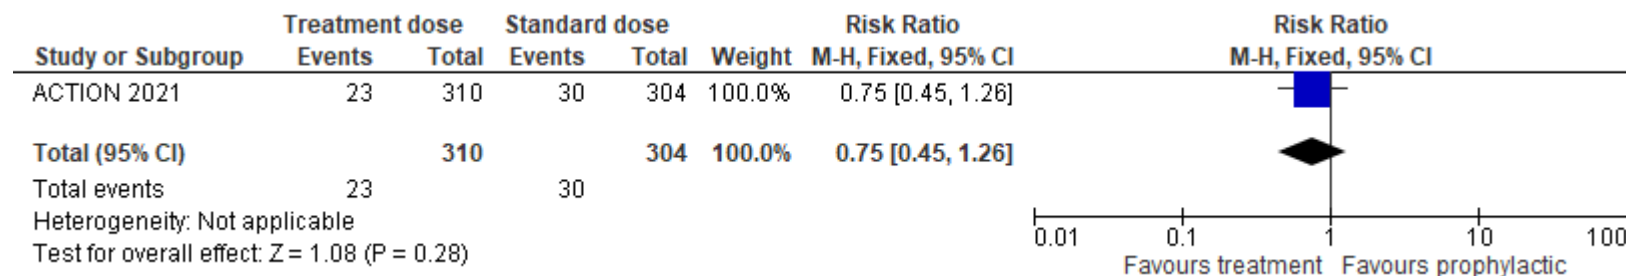 Treatment dose Standard dose Risk Ratio Risk Ratio
Study or Subgroup Events Total Events Total Weight M-H, Fixed, 95% CI M-H, Fixed, 95% CI
ACTION 2021 23 310 30 304 100.0% 0.75 [0.45, 1.26]
Total (95% CI) 310 304 100.0% 0.75 [0.45, 1.26]
Total events 23 30
Heterogeneity: Not applicable
Test for overall effect: Z = 1.08 (P = 0.28)
0.01 0.1 1 10 100
Favours treatment Favours prophylactic